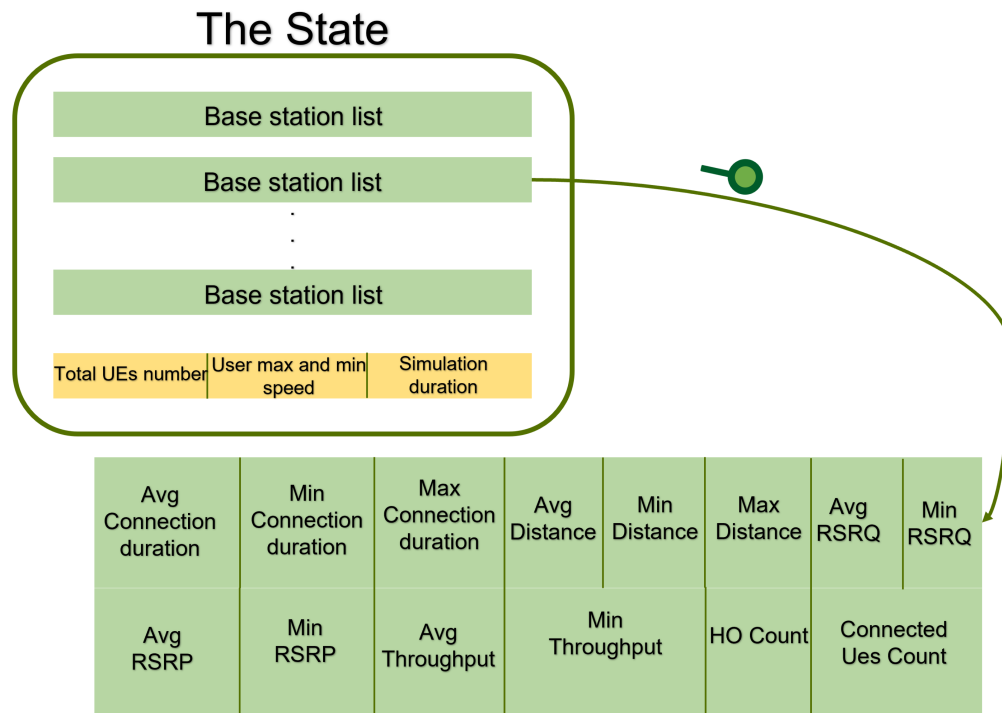 The State
Base station list
Base station list
.
.
.
Base station list
Total UEs number
User max and min
speed
Simulation
duration
Avg
Connection
duration
Min
Connection
duration
Max
Connection
duration
Avg
Distance
Min
Distance
Max
Distance
Avg
RSRQ
Min
RSRQ
Avg
RSRP
Min
RSRP
Avg
Throughput
Min
Throughput
HO Count
Connected
Ues Count